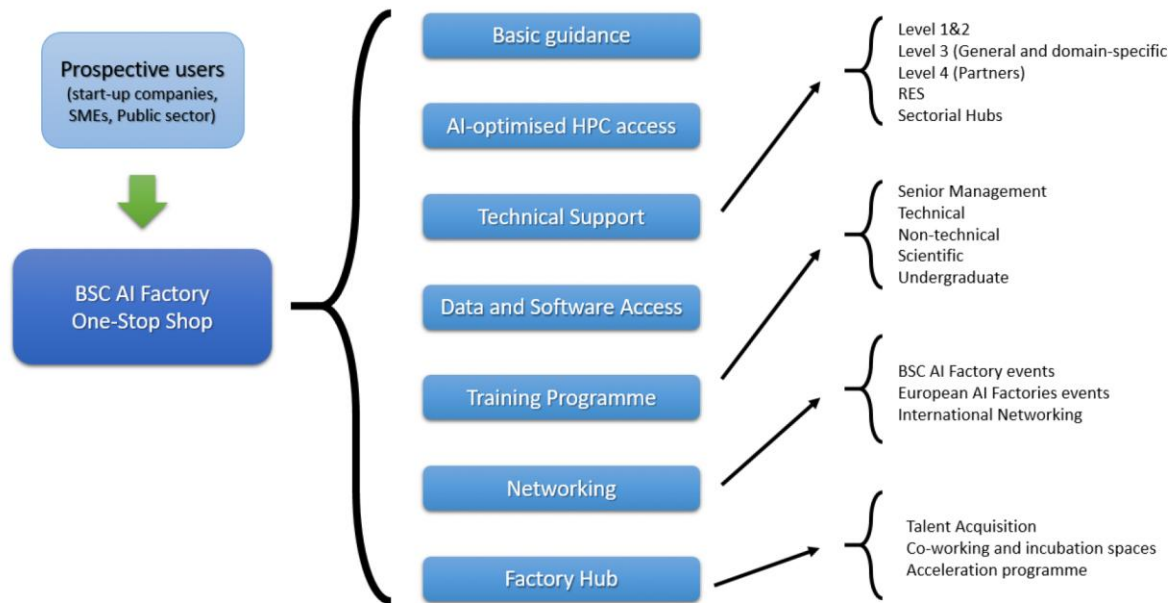 Prospective users
(start-up companies,
SMEs, Public sector)
BSC AI Factory
One-Stop Shop
Basic guidance
AI-optimised HPC access
Technical Support
Data and Software Access
Training Programme
Networking
Factory Hub
Level 1&2
Level 3 (General and domain-specific
Level 4 (Partners)
RES
Sectorial Hubs
Senior Management
Technical
Non-technical
Scientific
Undergraduate
BSC AI Factory events
European AI Factories events
International Networking
Talent Acquisition
Co-working and incubation spaces
Acceleration programme